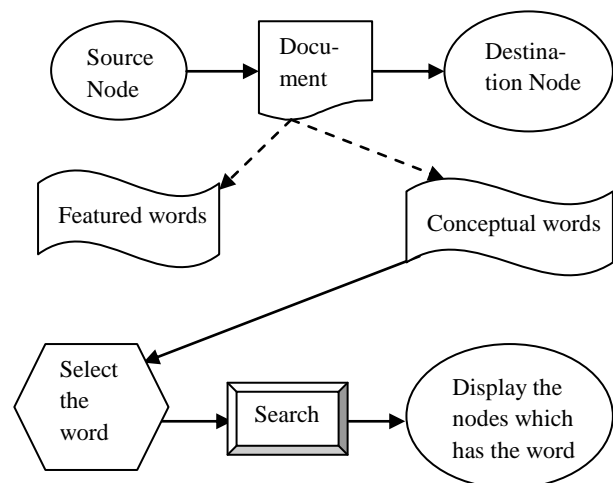 Source
Node
Docu-
ment
Destina-
tion Node
Featured words
Conceptual words
Select
the
word
Search
Display the
nodes which
has the word